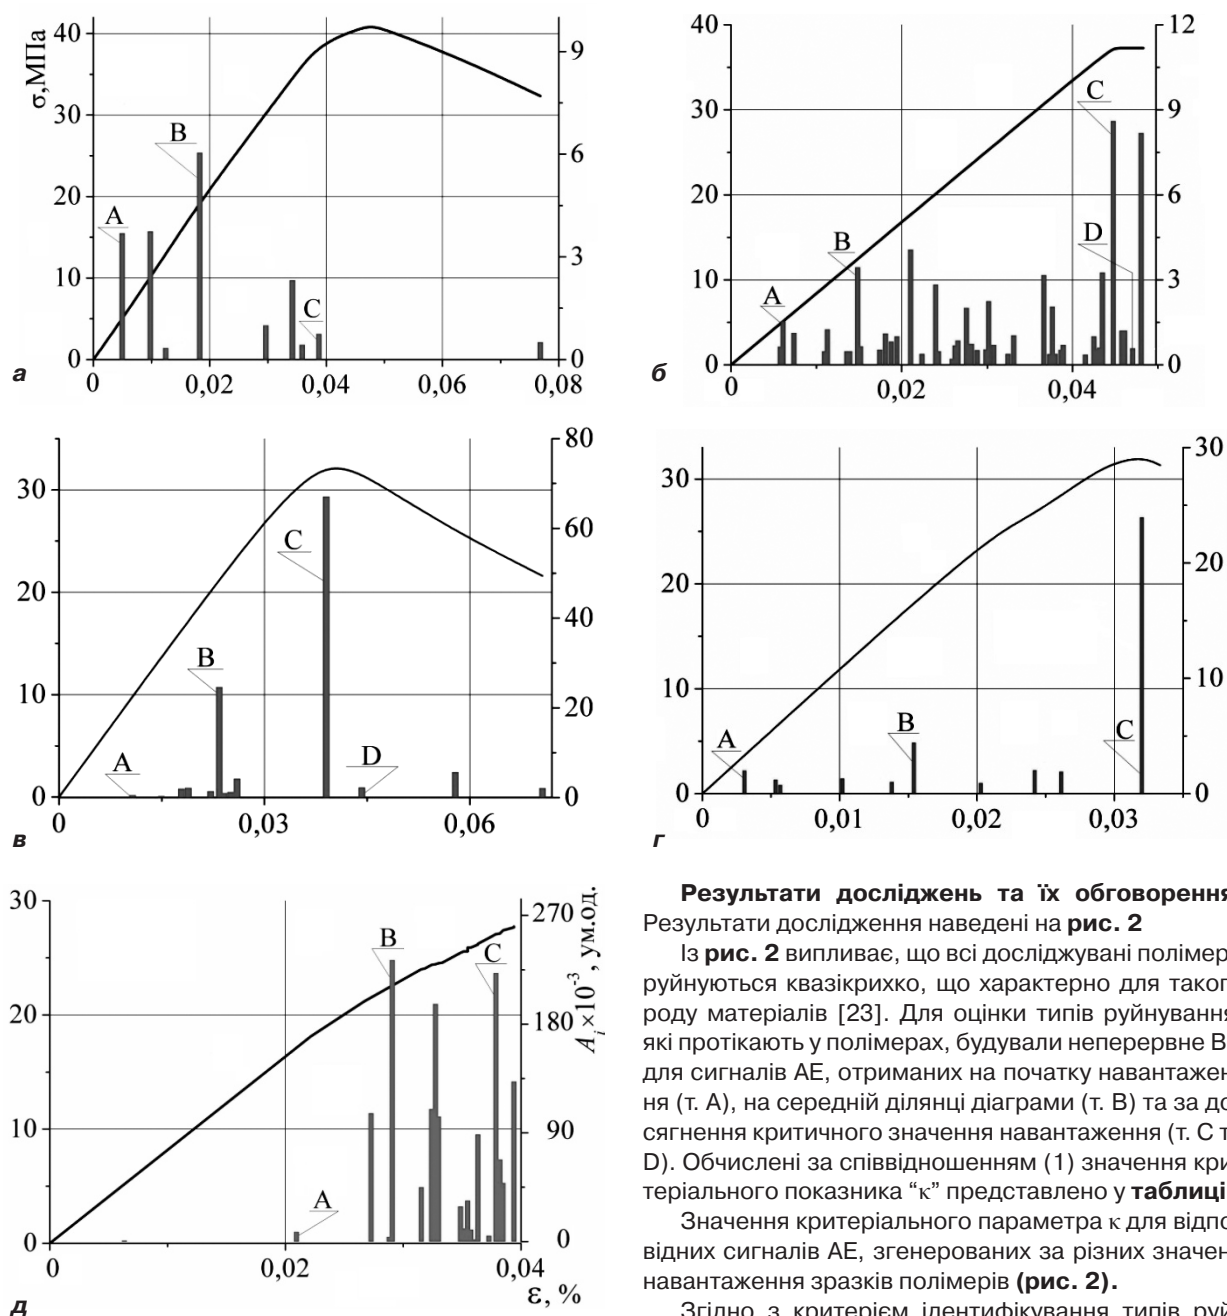 σ,МПа
40
30
20
10
0
9
6
3
0
A
B
C
0
0,02
0,04
0,06
0,08
а
40
30
20
10
0
12
9
6
3
0
A
B
C
D
0
0,02
0,04
б
30
20
10
0
80
60
40
20
0
A
B
C
D
0
0,03
0,06
в
30
20
10
0
30
20
10
0
A
B
C
0
0,01
0,02
0,03
г
30
20
10
0
270
180
90
0
A_i×10⁻³, ум.од.
A
B
C
0
0,02
0,04
ε, %
д
Результати досліджень та їх обговорення
Результати дослідження наведені на рис. 2
Із рис. 2 випливає, що всі досліджувані полімер
руйнуються квазікрихко, що характерно для таког
роду матеріалів [23]. Для оцінки типів руйнування
які протікають у полімерах, будували неперервне В
для сигналів АЕ, отриманих на початку навантажен
ня (т. А), на середній ділянці діаграми (т. В) та за до
сягнення критичного значення навантаження (т. С т
D). Обчислені за співвідношенням (1) значення кри
теріального показника “κ” представлено у таблиці
Значення критеріального параметра κ для відпо
відних сигналів АЕ, згенерованих за різних значен
навантаження зразків полімерів (рис. 2).
Згідно з критерієм ідентифікування типів руй